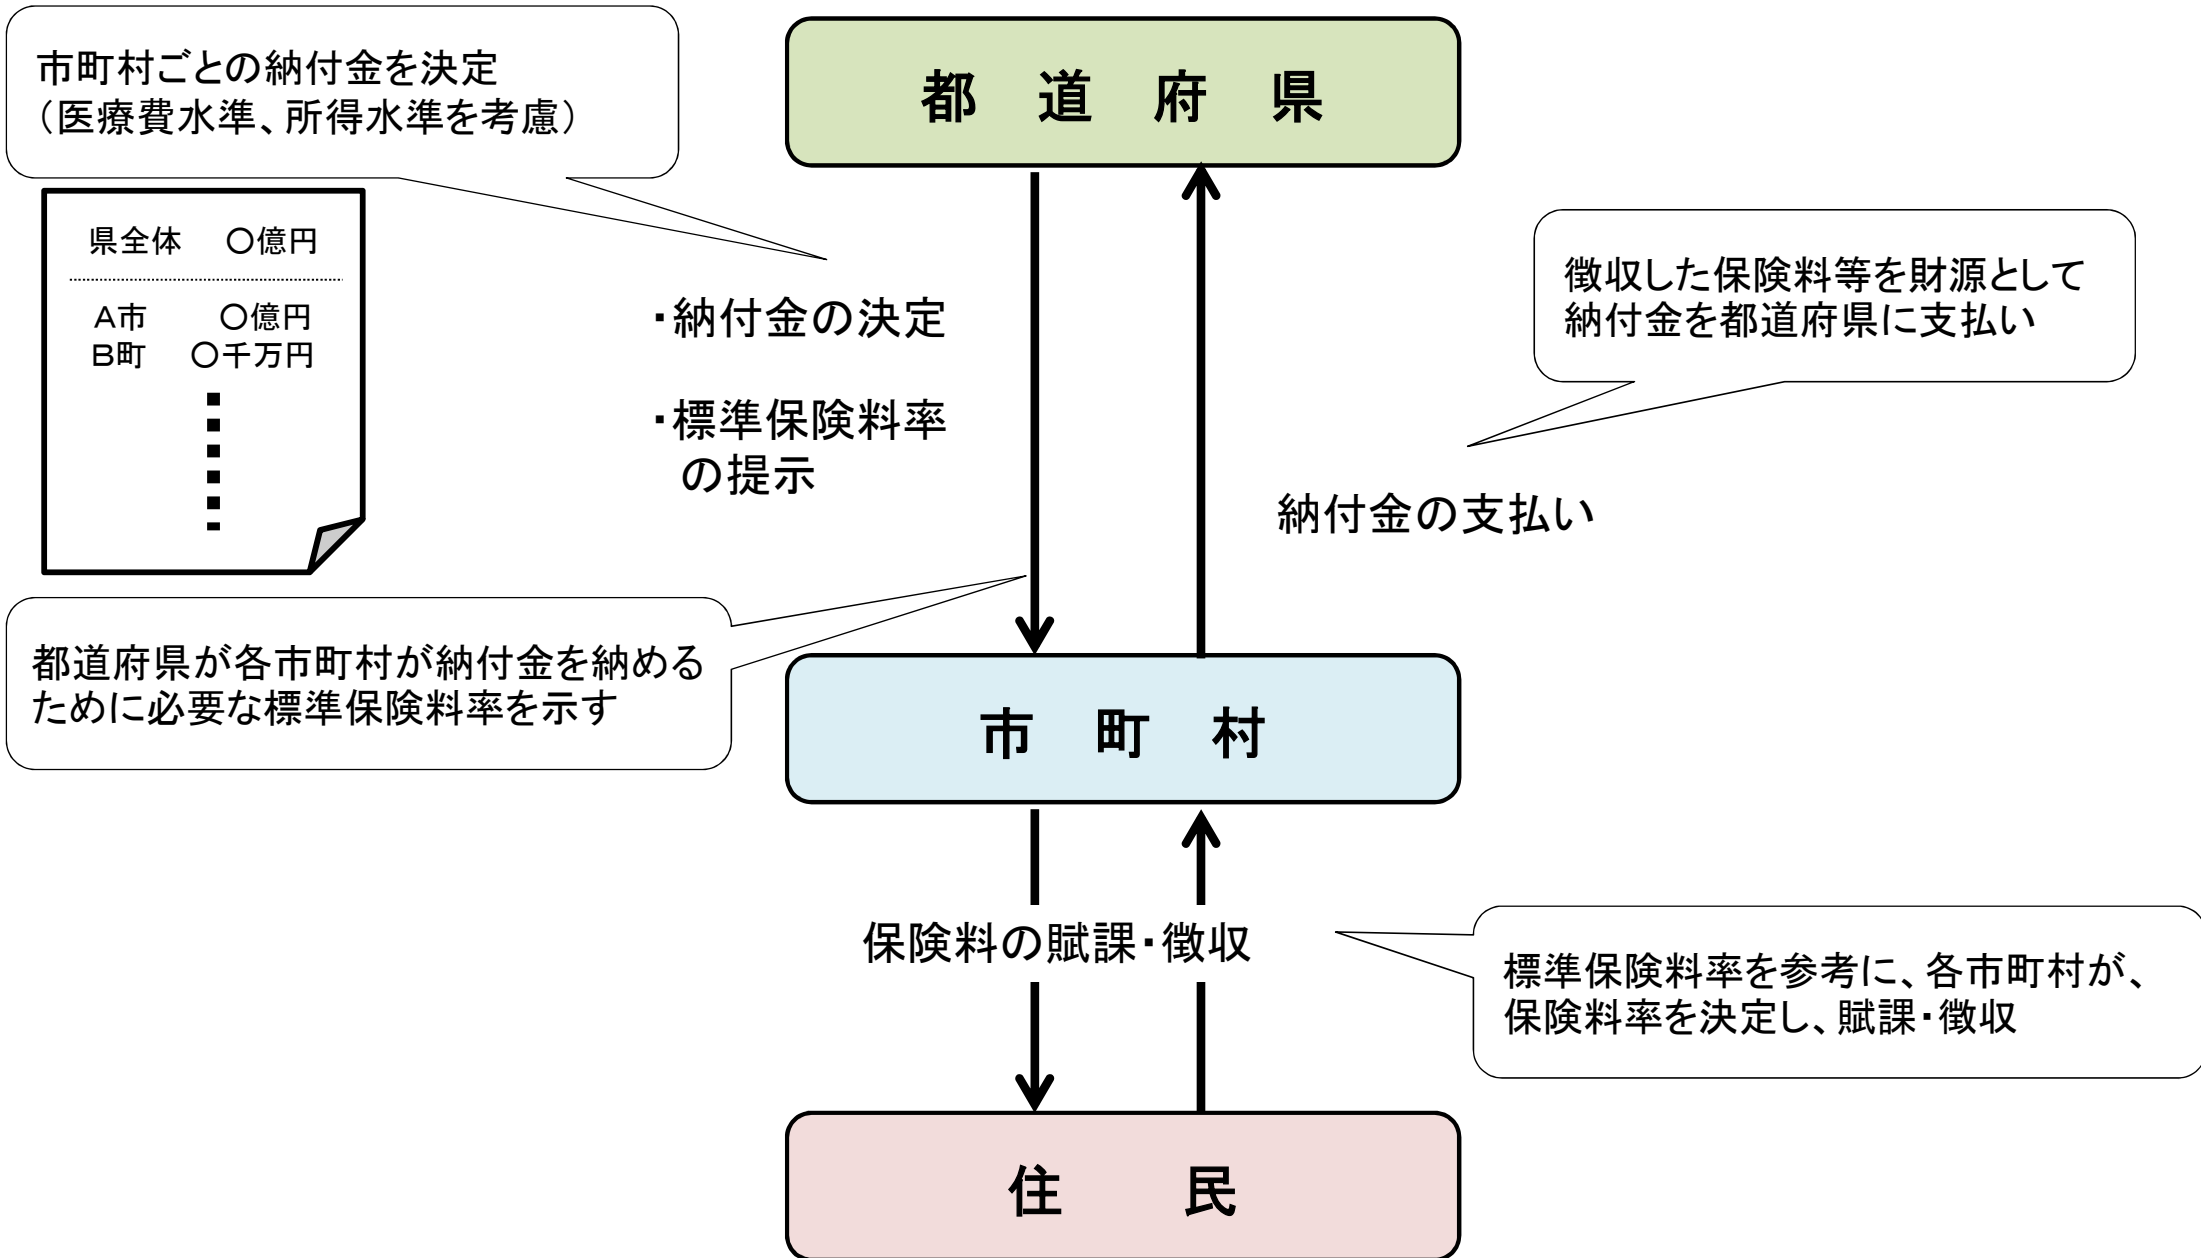 市町村ごとの納付金を決定
（医療費水準、所得水準を考慮）
都　道　府　県
県全体　〇億円
A市　〇億円
B町　〇千万円
・納付金の決定
・標準保険料率
の提示
徴収した保険料等を財源として
納付金を都道府県に支払い
納付金の支払い
都道府県が各市町村が納付金を納める
ために必要な標準保険料率を示す
市　町　村
保険料の賦課・徴収
標準保険料率を参考に、各市町村が、
保険料率を決定し、賦課・徴収
住　民